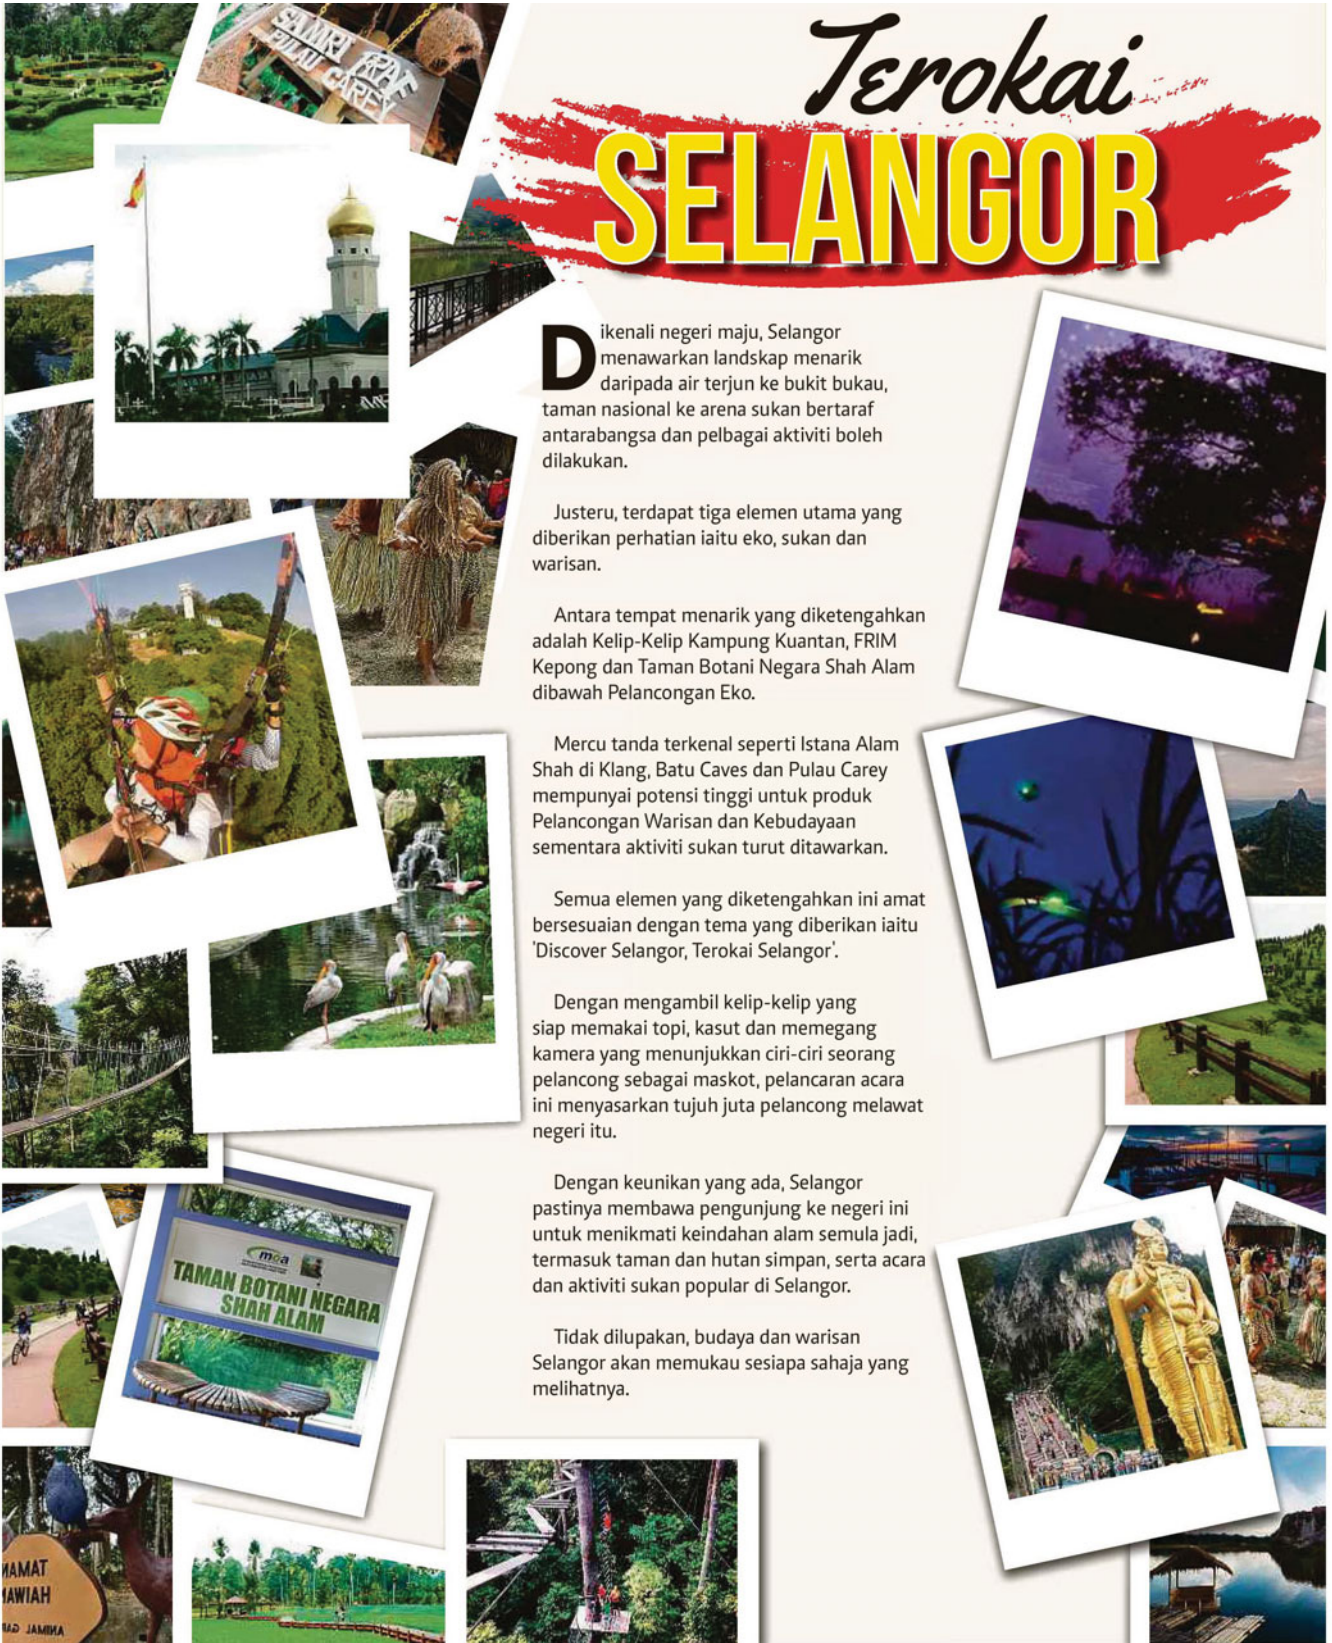 SAMRI CRAF
PULAU CAREY
Terokai
SELANGOR
Dikenali negeri maju, Selangor
menawarkan landskap menarik
daripada air terjun ke bukit bukau,
taman nasional ke arena sukan bertaraf
antarabangsa dan pelbagai aktiviti boleh
dilakukan.
Justeru, terdapat tiga elemen utama yang
diberikan perhatian iaitu eko, sukan dan
warisan.
Antara tempat menarik yang diketengahkan
adalah Kelip-Kelip Kampung Kuantan, FRIM
Kepong dan Taman Botani Negara Shah Alam
dibawah Pelancongan Eko.
Mercu tanda terkenal seperti Istana Alam
Shah di Klang, Batu Caves dan Pulau Carey
mempunyai potensi tinggi untuk produk
Pelancongan Warisan dan Kebudayaan
sementara aktiviti sukan turut ditawarkan.
Semua elemen yang diketengahkan ini amat
bersesuaian dengan tema yang diberikan iaitu
'Discover Selangor, Terokai Selangor'.
Dengan mengambil kelip-kelip yang
siap memakai topi, kasut dan memegang
kamera yang menunjukkan ciri-ciri seorang
pelancong sebagai maskot, pelancaran acara
ini menyasarkan tujuh juta pelancong melawat
negeri itu.
Dengan keunikan yang ada, Selangor
pastinya membawa pengunjung ke negeri ini
untuk menikmati keindahan alam semula jadi,
termasuk taman dan hutan simpan, serta acara
dan aktiviti sukan popular di Selangor.
Tidak dilupakan, budaya dan warisan
Selangor akan memukau sesiapa sahaja yang
melihatnya.
moa
TAMAN BOTANI NEGARA
SHAH ALAM
MAMAT
AWIAH